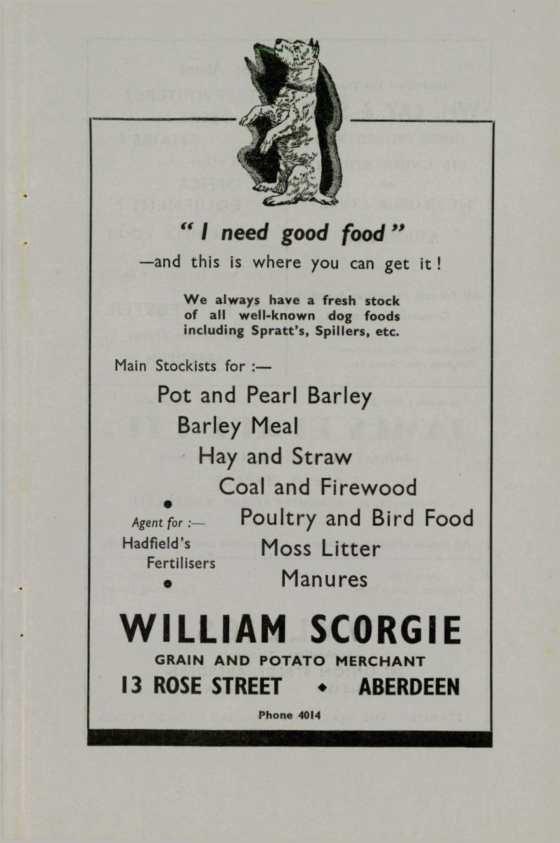 “ I need good food ”
—and this is where you can get it !
We always have a fresh stock
of all well-known dog foods
including Spratt's, Spillers, etc.
Main Stockists for :—
Pot and Pearl Barley
Barley Meal
Hay and Straw
Coal and Firewood
Poultry and Bird Food
Moss Litter
Manures
Agent for :—
Hadfield's
Fertilisers
WILLIAM SCORGIE
GRAIN AND POTATO MERCHANT
13 ROSE STREET ◆ ABERDEEN
Phone 4014